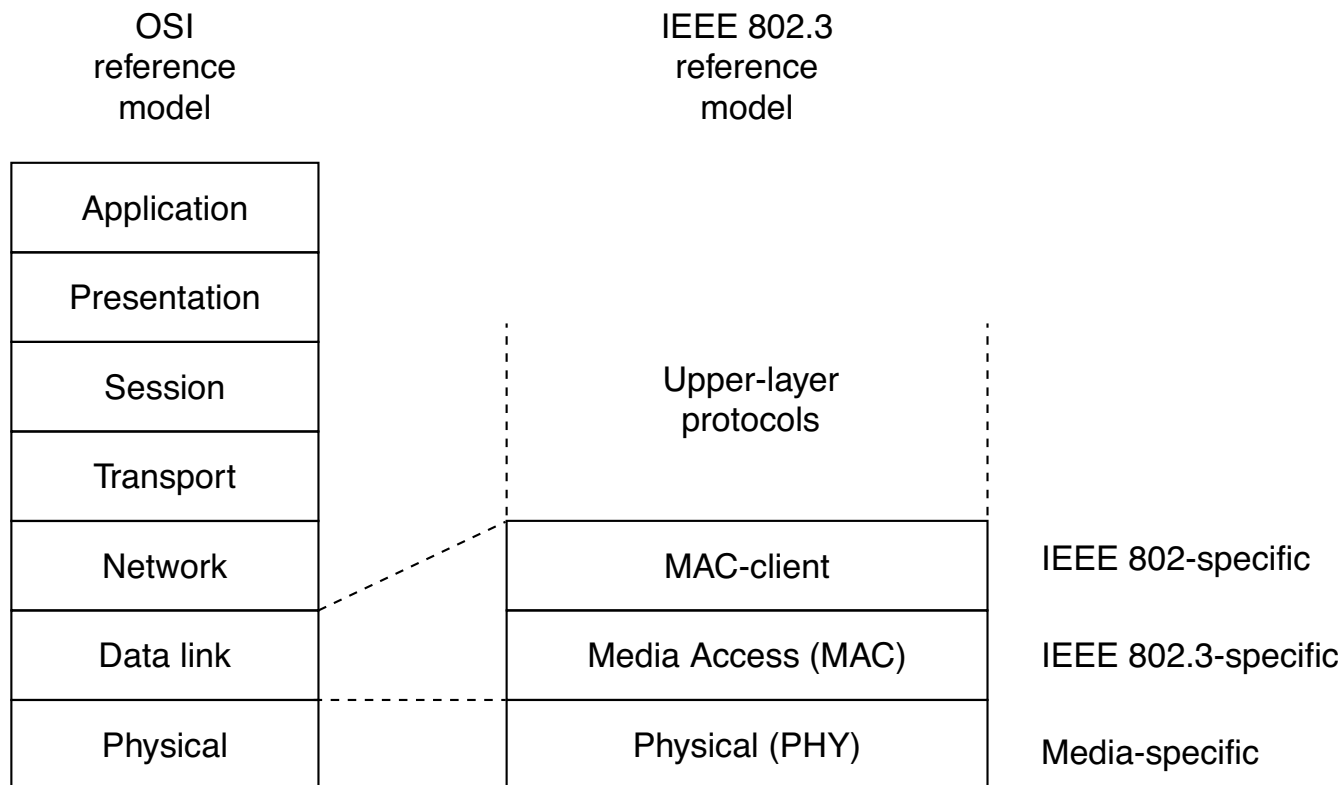 OSI
reference
model
IEEE 802.3
reference
model
Application
Presentation
Session
Transport
Network
Data link
Physical
Upper-layer
protocols
MAC-client
Media Access (MAC)
Physical (PHY)
IEEE 802-specific
IEEE 802.3-specific
Media-specific